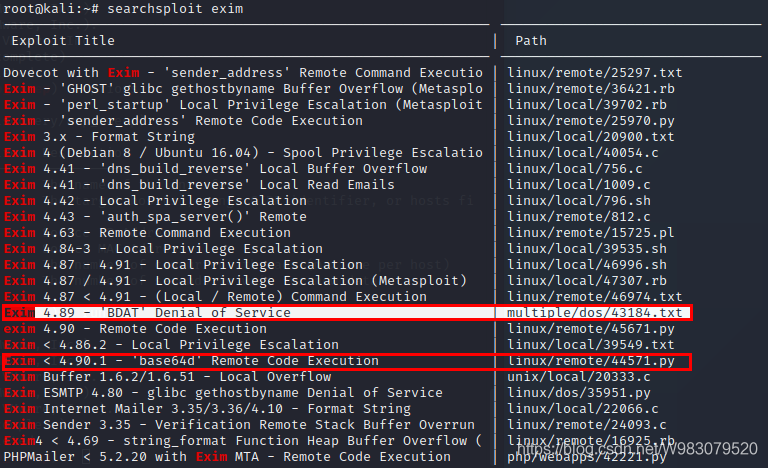 root@kali:~# searchsploit exim
Exploit Title | Path
Dovecot with Exim - 'sender_address' Remote Command Executio | linux/remote/25297.txt
Exim - 'GHOST' glibc gethostbyname Buffer Overflow (Metasplo | linux/remote/36421.rb
Exim - 'perl_startup' Local Privilege Escalation (Metasploit | linux/local/39702.rb
Exim - 'sender_address' Remote Code Execution | linux/remote/25970.py
Exim 3.x - Format String | linux/local/20900.txt
Exim 4 (Debian 8 / Ubuntu 16.04) - Spool Privilege Escalatio | linux/local/40054.c
Exim 4.41 - 'dns_build_reverse' Local Buffer Overflow | linux/local/756.c
Exim 4.41 - 'dns_build_reverse' Local Read Emails | linux/local/1009.c
Exim 4.42 - Local Privilege Escalation | linux/local/796.sh
Exim 4.43 - 'auth_spa_server()' Remote | linux/remote/812.c
Exim 4.63 - Remote Command Execution | linux/remote/15725.pl
Exim 4.84-3 - Local Privilege Escalation | linux/local/39535.sh
Exim 4.87 - 4.91 - Local Privilege Escalation | linux/local/46996.sh
Exim 4.87 / 4.91 - Local Privilege Escalation (Metasploit) | linux/local/47307.rb
Exim 4.87 < 4.91 - (Local / Remote) Command Execution | linux/remote/46974.txt
Exim 4.89 - 'BDAT' Denial of Service | multiple/dos/43184.txt
exim 4.90 - Remote Code Execution | linux/remote/45671.py
Exim < 4.86.2 - Local Privilege Escalation | linux/local/39549.txt
Exim < 4.90.1 - 'base64d' Remote Code Execution | linux/remote/44571.py
Exim Buffer 1.6.2/1.6.51 - Local Overflow | unix/local/20333.c
Exim ESMTP 4.80 - glibc gethostbyname Denial of Service | linux/dos/35951.py
Exim Internet Mailer 3.35/3.36/4.10 - Format String | linux/local/22066.c
Exim Sender 3.35 - Verification Remote Stack Buffer Overrun | linux/remote/24093.c
Exim4 < 4.69 - string_format Function Heap Buffer Overflow ( | linux/remote/16925.rb
PHPMailer < 5.2.20 with Exim MTA - Remote Code Execution | php/webapps/42221.py
https://blog.csdn.net/W983079520